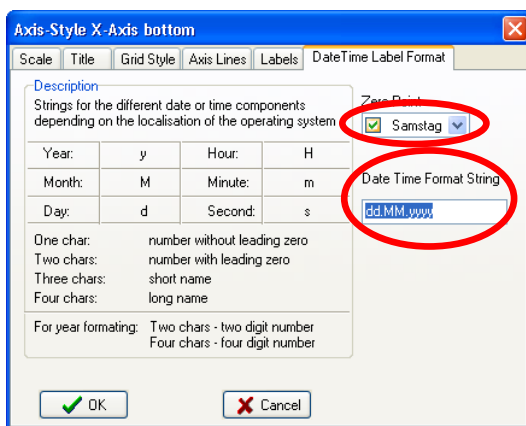 Axis-Style X-Axis bottom
Scale Title Grid Style Axis Lines Labels DateTime Label Format
Description
Strings for the different date or time components
depending on the localisation of the operating system
Year: y Hour: H
Month: M Minute: m
Day: d Second: s
One char: number without leading zero
Two chars: number with leading zero
Three chars: short name
Four chars: long name
For year formating: Two chars - two digit number
Four chars - four digit number
Zero Point
Samstag
Date Time Format String
dd.MM.yyyy
OK Cancel